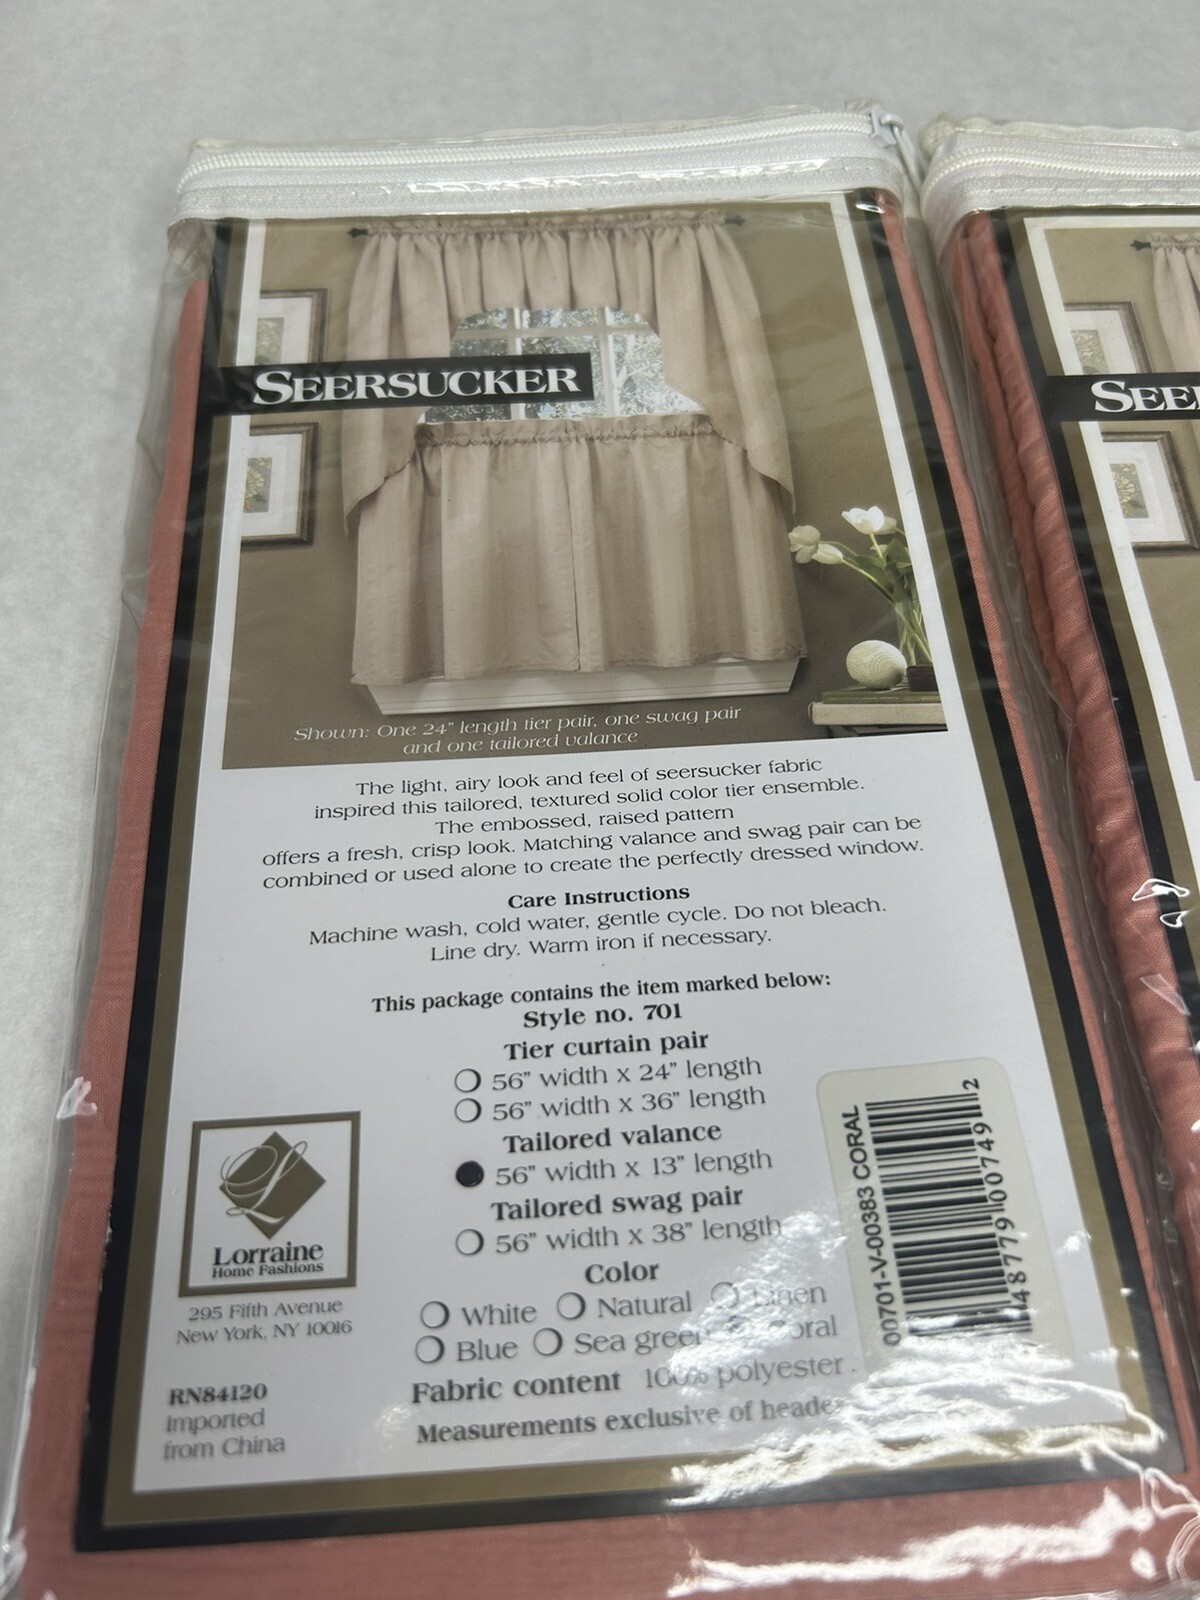 SEERSUCKER
Shown: One 24" length tier pair, one swag pair
and one tailored valance
The light, airy look and feel of seersucker fabric
inspired this tailored, textured solid color tier ensemble.
The embossed, raised pattern
offers a fresh, crisp look. Matching valance and swag pair can be
combined or used alone to create the perfectly dressed window.
Care Instructions
Machine wash, cold water, gentle cycle. Do not bleach.
Line dry. Warm iron if necessary.
This package contains the item marked below:
Style no. 701
Tier curtain pair
56" width x 24" length
56" width x 36" length
Tailored valance
56" width x 13" length
Tailored swag pair
56" width x 38" length
Color
White Natural Linen
Blue Sea green Coral
Fabric content 100% polyester.
Measurements exclusive of header
L
Lorraine
Home Fashions
295 Fifth Avenue
New York, NY 10016
RN84120
Imported
from China
00701-V-00383 CORAL
48779 00749 2
SEE